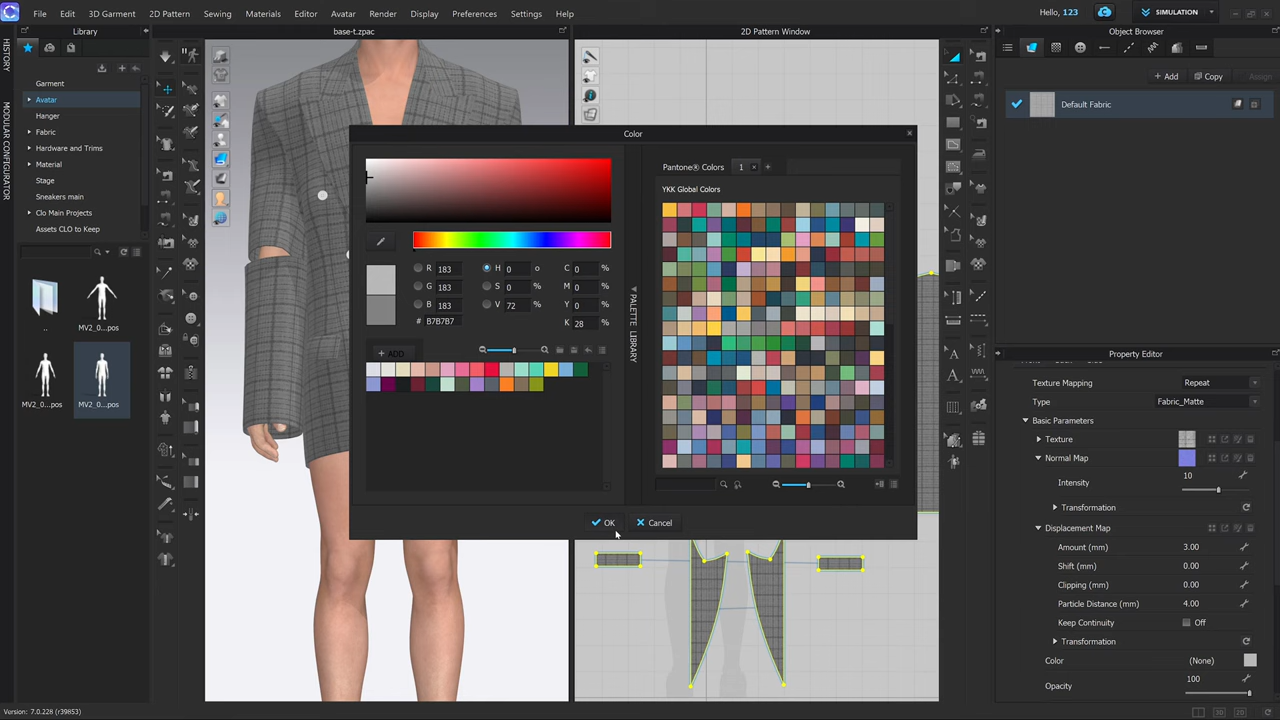 File Edit 3D Garment 2D Pattern Sewing Materials Editor Avatar Render Display Preferences Settings Help
Hello, 123 SIMULATION
Library
base-t.zpac
2D Pattern Window
Object Browser
HISTORY
MODULAR CONFIGURATOR
Garment
Avatar
Hanger
Fabric
Hardware and Trims
Material
Stage
Sneakers main
Clo Main Projects
Assets CLO to Keep
..
MV2_0...pos
MV2_0...pos
MV2_0...pos
Color
R 183 H 0 o C 0 %
G 183 S 0 % M 0 %
B 183 V 72 % Y 0 %
# B7B7B7 K 28 %
+ ADD
PALETTE LIBRARY
Pantone® Colors 1 × +
YKK Global Colors
OK Cancel
+ Add Copy Assign
Default Fabric
Property Editor
Texture Mapping Repeat
Type Fabric_Matte
Basic Parameters
Texture
Normal Map
Intensity 10
Transformation
Displacement Map
Amount (mm) 3.00
Shift (mm) 0.00
Clipping (mm) 0.00
Particle Distance (mm) 4.00
Keep Continuity Off
Transformation
Color (None)
Opacity 100
Version: 7.0.228 (r39853)